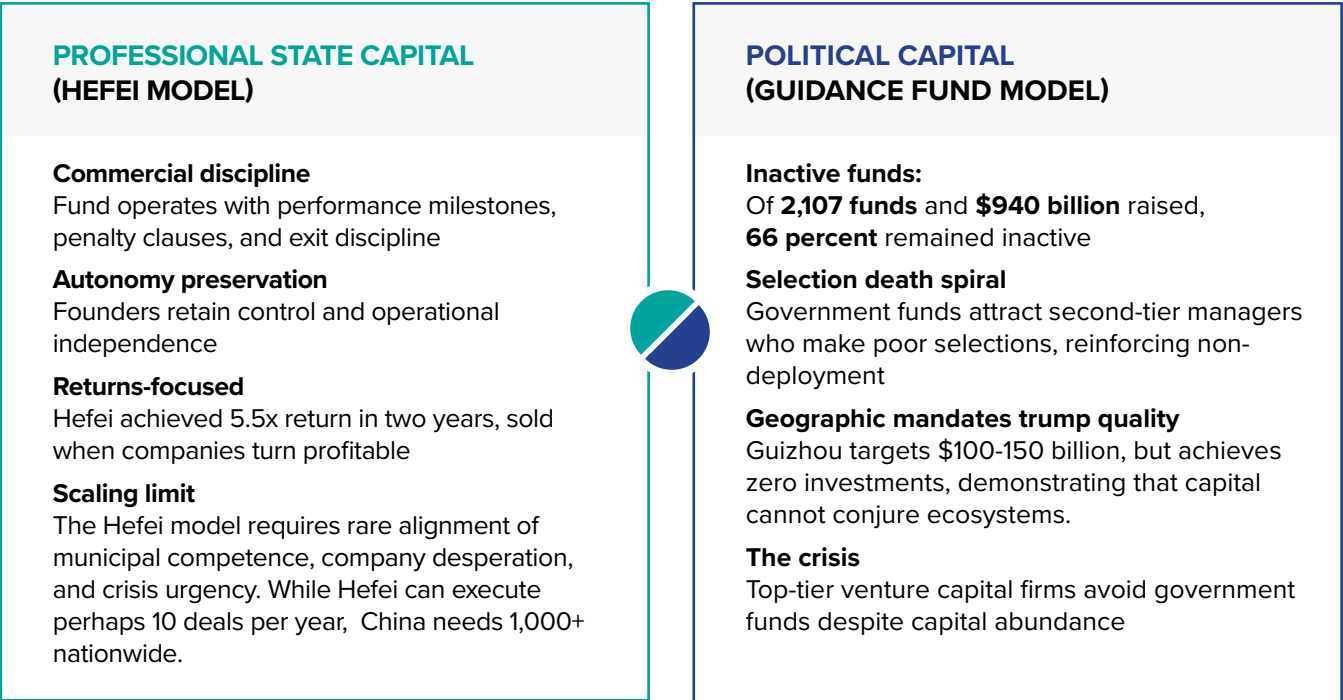 PROFESSIONAL STATE CAPITAL
(HEFEI MODEL)
Commercial discipline
Fund operates with performance milestones,
penalty clauses, and exit discipline
Autonomy preservation
Founders retain control and operational
independence
Returns-focused
Hefei achieved 5.5x return in two years, sold
when companies turn profitable
Scaling limit
The Hefei model requires rare alignment of
municipal competence, company desperation,
and crisis urgency. While Hefei can execute
perhaps 10 deals per year,  China needs 1,000+
nationwide.
POLITICAL CAPITAL
(GUIDANCE FUND MODEL)
Inactive funds:
Of 2,107 funds and $940 billion raised,
66 percent remained inactive
Selection death spiral
Government funds attract second-tier managers
who make poor selections, reinforcing non-
deployment
Geographic mandates trump quality
Guizhou targets $100-150 billion, but achieves
zero investments, demonstrating that capital
cannot conjure ecosystems.
The crisis
Top-tier venture capital firms avoid government
funds despite capital abundance